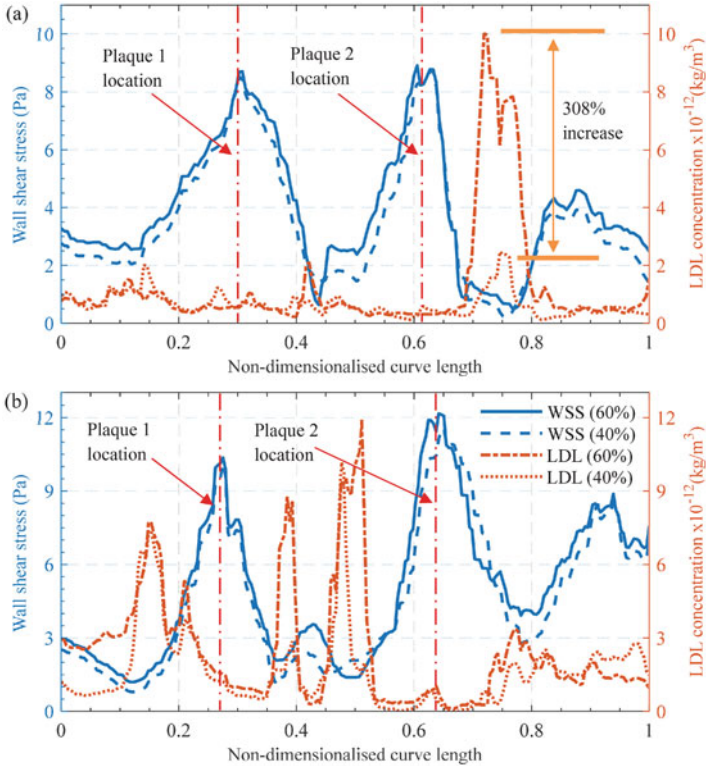 (a)
Wall shear stress (Pa)
10
8
6
4
2
0
Plaque 1
location
Plaque 2
location
308%
increase
LDL concentration x10⁻¹² (kg/m³)
10
8
6
4
2
0
0
0.2
0.4
0.6
0.8
1
Non-dimensionalised curve length
(b)
Wall shear stress (Pa)
12
9
6
3
0
Plaque 1
location
Plaque 2
location
WSS (60%)
WSS (40%)
LDL (60%)
LDL (40%)
LDL concentration x10⁻¹² (kg/m³)
12
9
6
3
0
0
0.2
0.4
0.6
0.8
1
Non-dimensionalised curve length